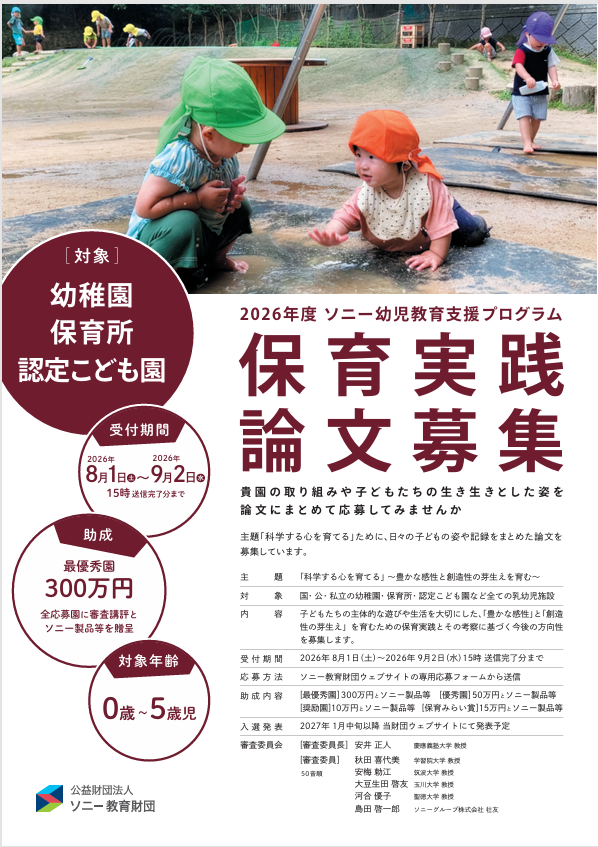 [対象]
幼稚園
保育所
認定こども園
受付期間
2026年 2026年
8月1日土～9月2日水
15時 送信完了分まで
助成
最優秀園
300万円
全応募園に審査講評と
ソニー製品等を贈呈
対象年齢
0歳～5歳児
公益財団法人
ソニー教育財団
2026年度 ソニー幼児教育支援プログラム
保育実践
論文募集
貴園の取り組みや子どもたちの生き生きとした姿を
論文にまとめて応募してみませんか
主題「科学する心を育てる」ために、日々の子どもの姿や記録をまとめた論文を
募集しています。
主題 「科学する心を育てる」～豊かな感性と創造性の芽生えを育む～
対象 国・公・私立の幼稚園・保育所・認定こども園など全ての乳幼児施設
内容 子どもたちの主体的な遊びや生活を大切にした、「豊かな感性」と「創造
性の芽生え」を育むための保育実践とその考察に基づく今後の方向性
を募集します。
受付期間 2026年 8月1日(土)～2026年 9月2日(水)15時 送信完了分まで
応募方法 ソニー教育財団ウェブサイトの専用応募フォームから送信
助成内容 [最優秀園]300万円とソニー製品等 [優秀園]50万円とソニー製品等
[奨励園]10万円とソニー製品等 [保育みらい賞]15万円とソニー製品等
入選発表 2027年 1月中旬以降 当財団ウェブサイトにて発表予定
審査委員会 [審査委員長] 安井 正人 慶應義塾大学 教授
[審査委員] 秋田 喜代美 学習院大学 教授
50音順 安梅 勅江 筑波大学 教授
大豆生田 啓友 玉川大学 教授
河合 優子 聖徳大学 教授
島田 啓一郎 ソニーグループ株式会社 社友